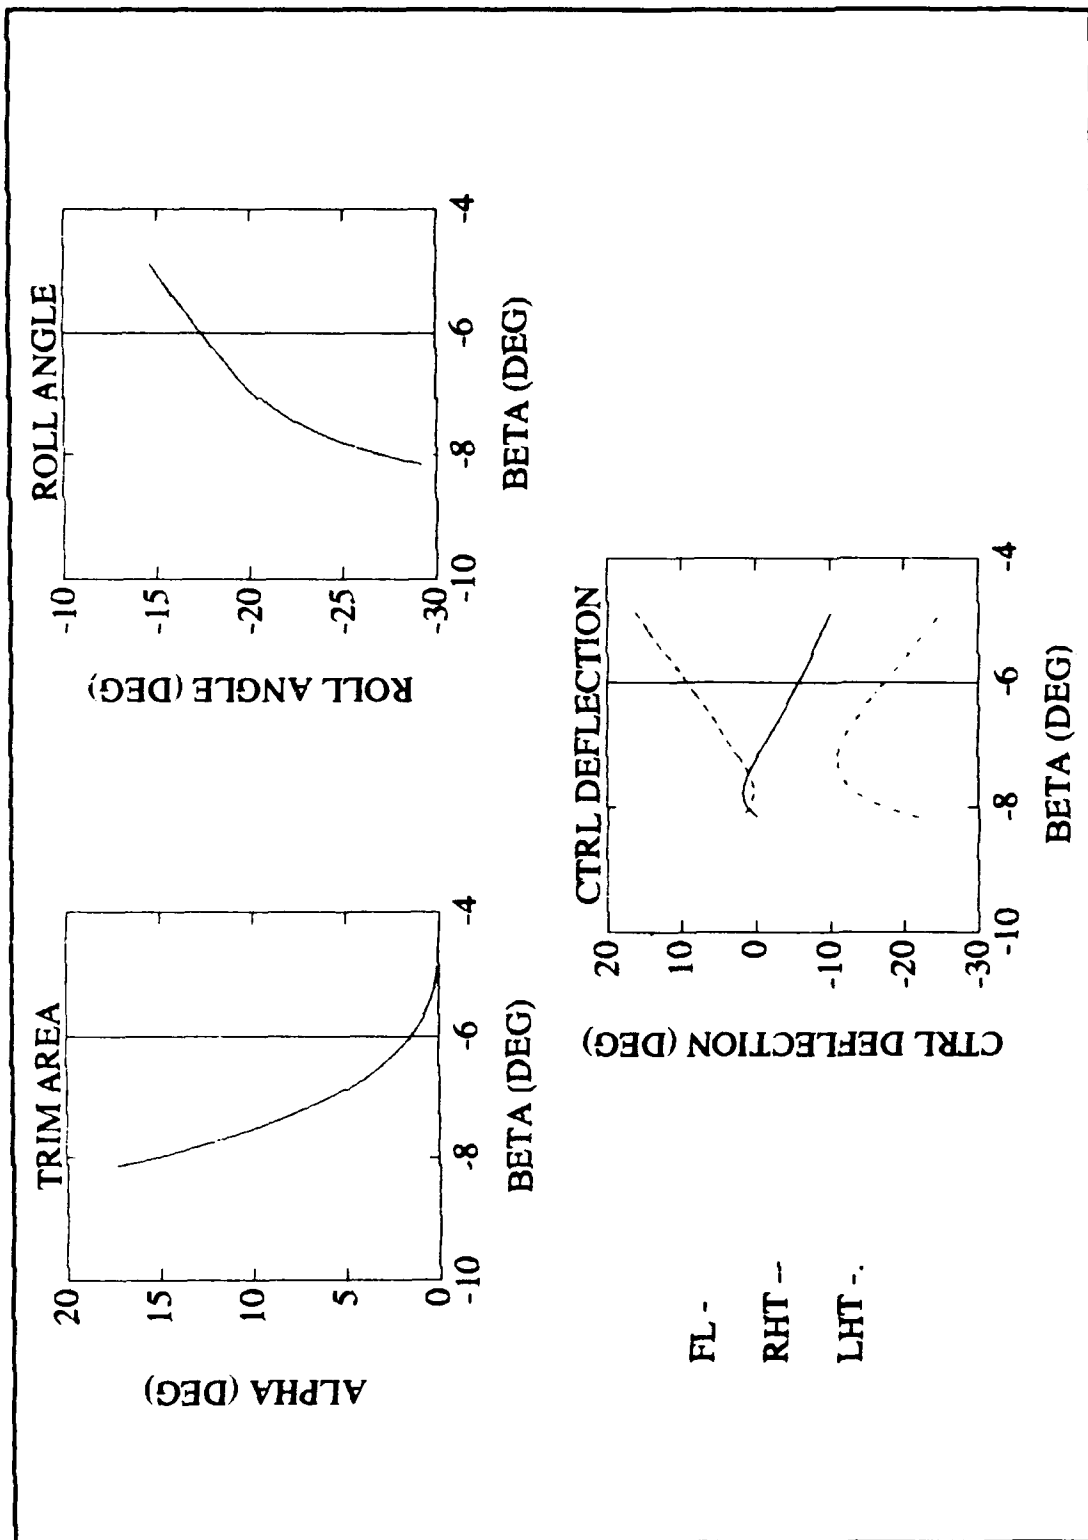 TRIM AREA
ALPHA (DEG)
20
15
10
5
0
-10
-8
-6
-4
BETA (DEG)
ROLL ANGLE
ROLL ANGLE (DEG)
-10
-15
-20
-25
-30
-10
-8
-6
-4
BETA (DEG)
FL -
RHT --
LHT -.
CTRL DEFLECTION
CTRL DEFLECTION (DEG)
20
10
0
-10
-20
-30
-10
-8
-6
-4
BETA (DEG)